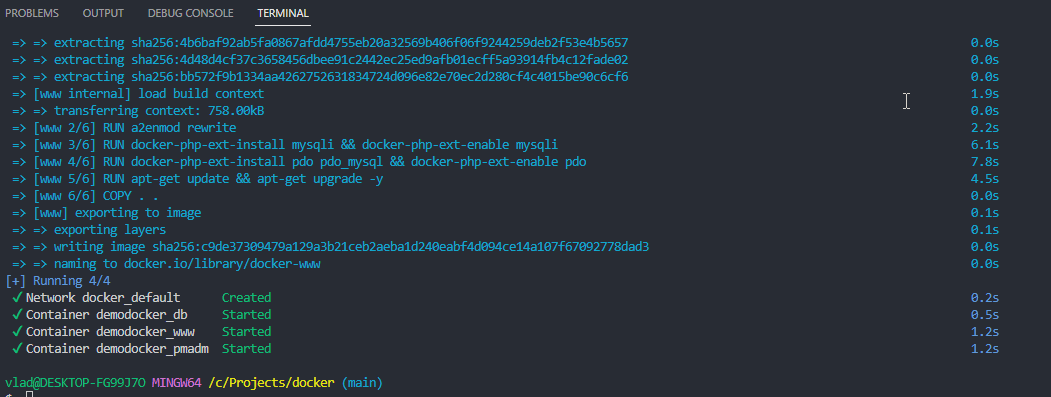 PROBLEMS OUTPUT DEBUG CONSOLE TERMINAL
=> => extracting sha256:4b6baf92ab5fa0867afdd4755eb20a32569b406f06f9244259deb2f53e4b5657 0.0s
=> => extracting sha256:4d48d4cf37c3658456dbee91c2442ec25ed9afb01ecff5a93914fb4c12fade02 0.0s
=> => extracting sha256:bb572f9b1334aa4262752631834724d096e82e70ec2d280cf4c4015be90c6cf6 0.0s
=> [www internal] load build context 1.9s
=> => transferring context: 758.00kB 0.0s
=> [www 2/6] RUN a2enmod rewrite 2.2s
=> [www 3/6] RUN docker-php-ext-install mysqli && docker-php-ext-enable mysqli 6.1s
=> [www 4/6] RUN docker-php-ext-install pdo pdo_mysql && docker-php-ext-enable pdo 7.8s
=> [www 5/6] RUN apt-get update && apt-get upgrade -y 4.5s
=> [www 6/6] COPY . . 0.0s
=> [www] exporting to image 0.1s
=> => exporting layers 0.1s
=> => writing image sha256:c9de37309479a129a3b21ceb2aeba1d240eabf4d094ce14a107f67092778dad3 0.0s
=> => naming to docker.io/library/docker-www 0.0s
[+] Running 4/4
✔ Network docker_default Created 0.2s
✔ Container demodocker_db Started 0.5s
✔ Container demodocker_www Started 1.2s
✔ Container demodocker_pmadm Started 1.2s
vlad@DESKTOP-FG99J7O MINGW64 /c/Projects/docker (main)
$